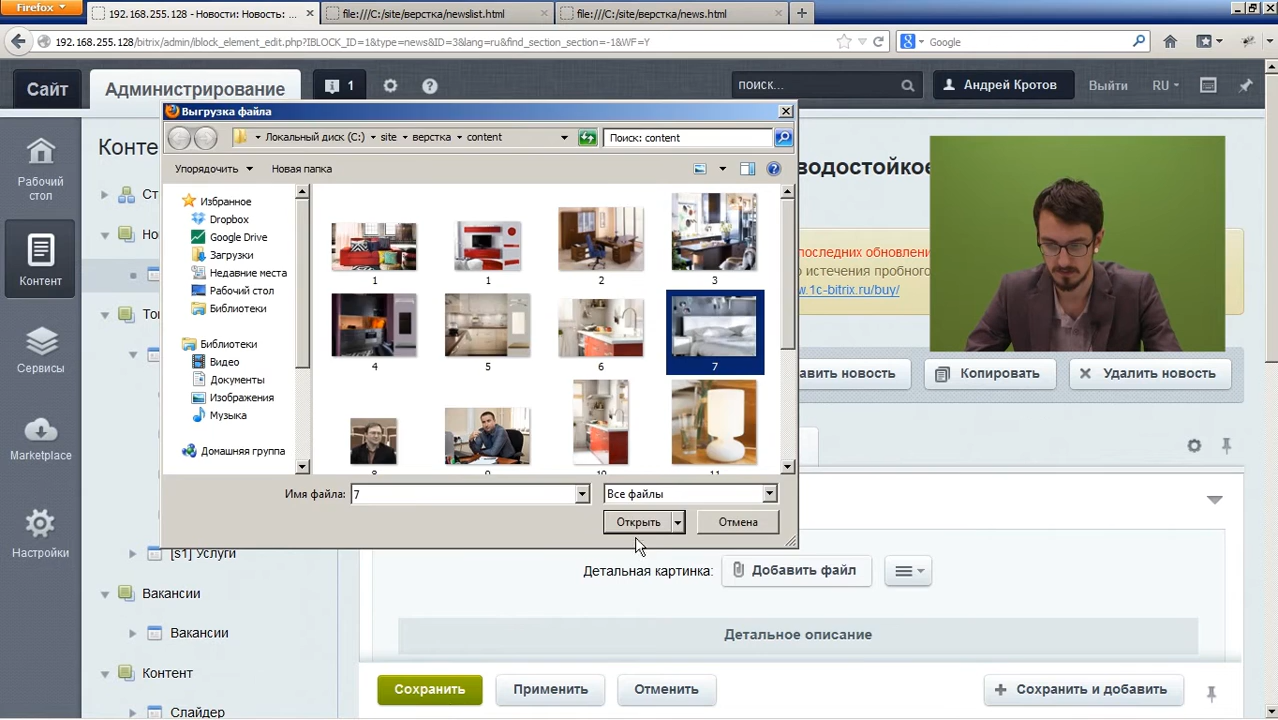 Firefox
192.168.255.128 - Новости: Новость: ...
file:///C:/site/верстка/newslist.html
file:///C:/site/верстка/news.html
192.168.255.128/bitrix/admin/iblock_element_edit.php?IBLOCK_ID=1&type=news&ID=3&lang=ru&find_section_section=-1&WF=Y
Google
Сайт
Администрирование
1
поиск...
Андрей Кротов
Выйти
RU
Выгрузка файла
Локальный диск (C:)
site
верстка
content
Поиск: content
Упорядочить
Новая папка
Рабочий стол
Контент
Сервисы
Marketplace
Настройки
Конте
Ст
Но
То
[s1] Услуги
Вакансии
Вакансии
Контент
Слайдер
Избранное
Dropbox
Google Drive
Загрузки
Недавние места
Рабочий стол
Библиотеки
Библиотеки
Видео
Документы
Изображения
Музыка
Домашняя группа
1
1
2
3
4
5
6
7
Имя файла:
7
Все файлы
Открыть
Отмена
водостойкое
последних обновлени
о истечения пробного
w.1c-bitrix.ru/buy/
авить новость
Копировать
Удалить новость
Детальная картинка:
Добавить файл
Детальное описание
Сохранить
Применить
Отменить
Сохранить и добавить